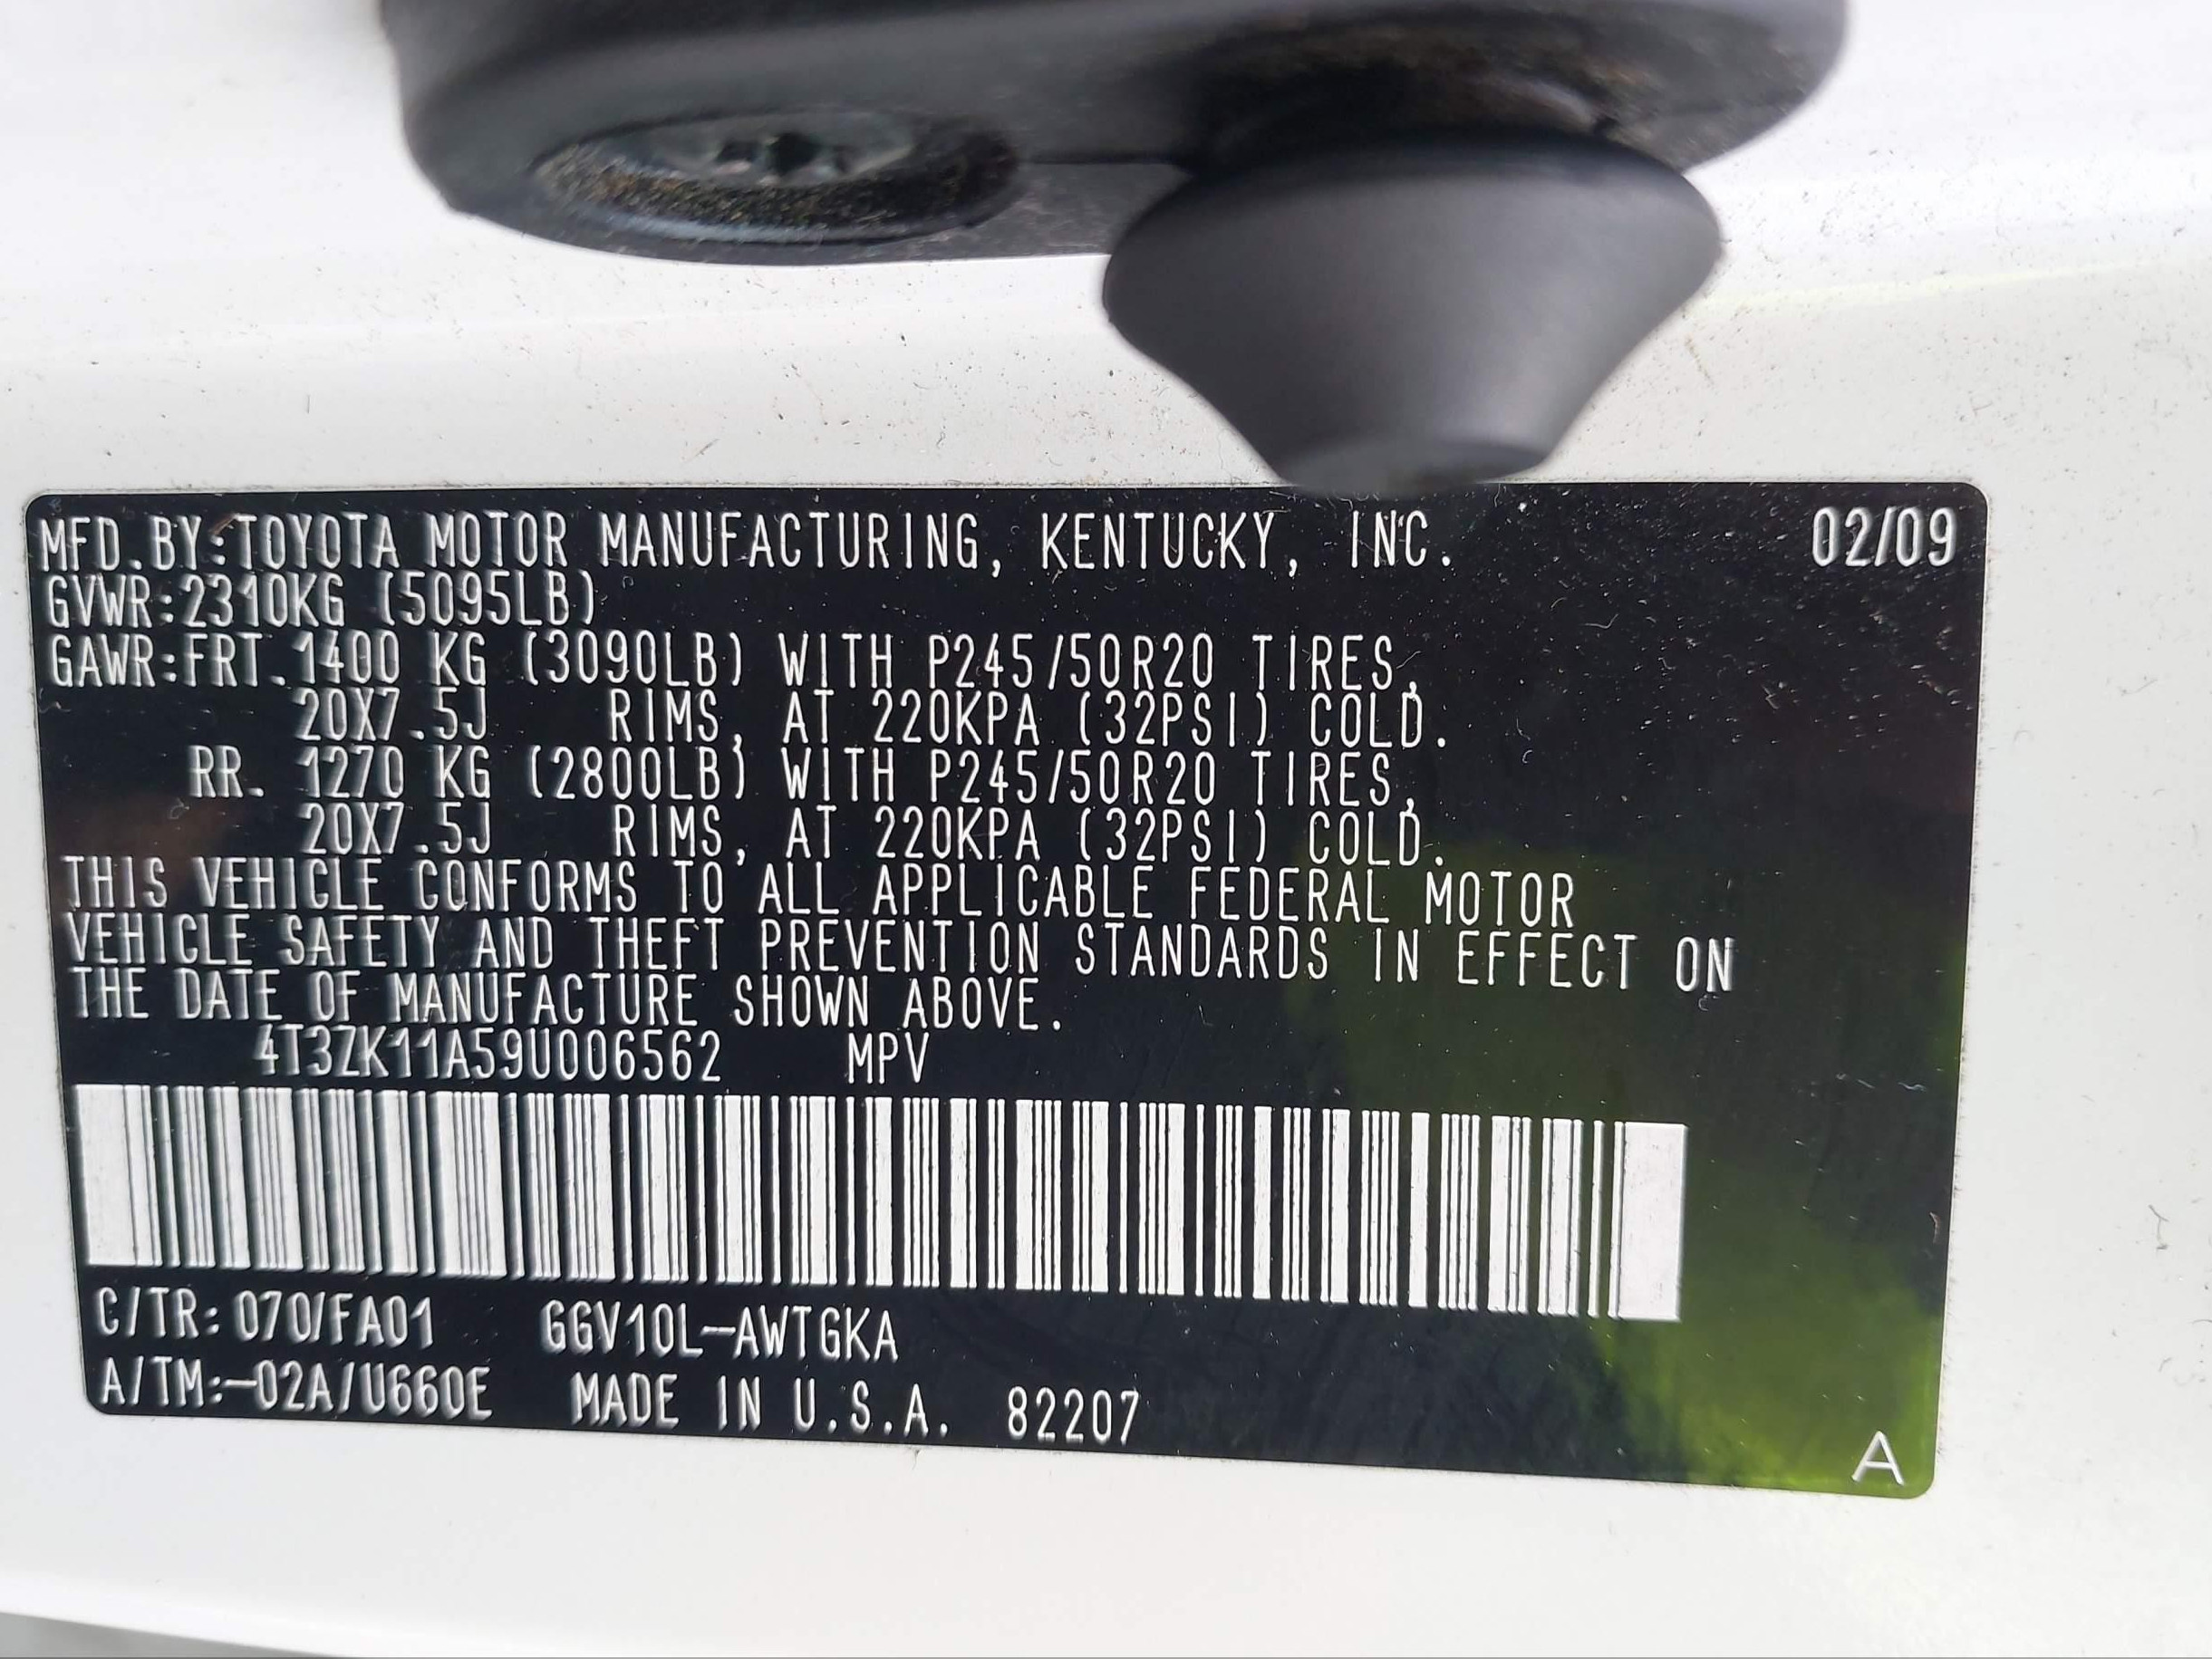 MFD.BY:TOYOTA MOTOR MANUFACTURING, KENTUCKY, INC. 02/09
GVWR:2310KG (5095LB)
GAWR:FRT.1400 KG (3090LB) WITH P245/50R20 TIRES,
20X7.5J RIMS, AT 220KPA (32PSI) COLD.
RR. 1270 KG (2800LB) WITH P245/50R20 TIRES,
20X7.5J RIMS, AT 220KPA (32PSI) COLD.
THIS VEHICLE CONFORMS TO ALL APPLICABLE FEDERAL MOTOR
VEHICLE SAFETY AND THEFT PREVENTION STANDARDS IN EFFECT ON
THE DATE OF MANUFACTURE SHOWN ABOVE.
4T3ZK11A59U006562 MPV
C/TR:070/FA01 GGV10L-AWTGKA
A/TM:-02A/U660E MADE IN U.S.A. 82207
A